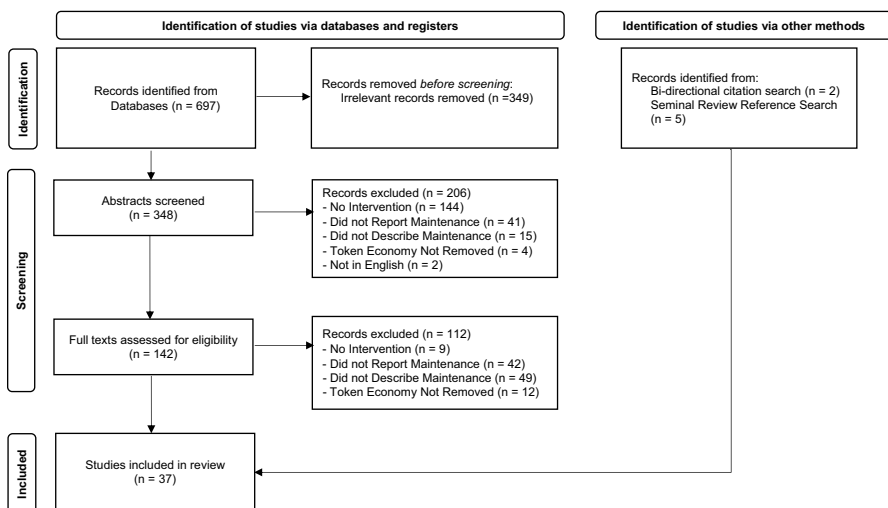 Identification of studies via databases and registers
Identification of studies via other methods
Identification
Records identified from
Databases (n = 697)
Records removed before screening:
Irrelevant records removed (n =349)
Records identified from:
Bi-directional citation search (n = 2)
Seminal Review Reference Search
(n = 5)
Screening
Abstracts screened
(n = 348)
Records excluded (n = 206)
- No Intervention (n = 144)
- Did not Report Maintenance (n = 41)
- Did not Describe Maintenance (n = 15)
- Token Economy Not Removed (n = 4)
- Not in English (n = 2)
Full texts assessed for eligibility
(n = 142)
Records excluded (n = 112)
- No Intervention (n = 9)
- Did not Report Maintenance (n = 42)
- Did not Describe Maintenance (n = 49)
- Token Economy Not Removed (n = 12)
Included
Studies included in review
(n = 37)